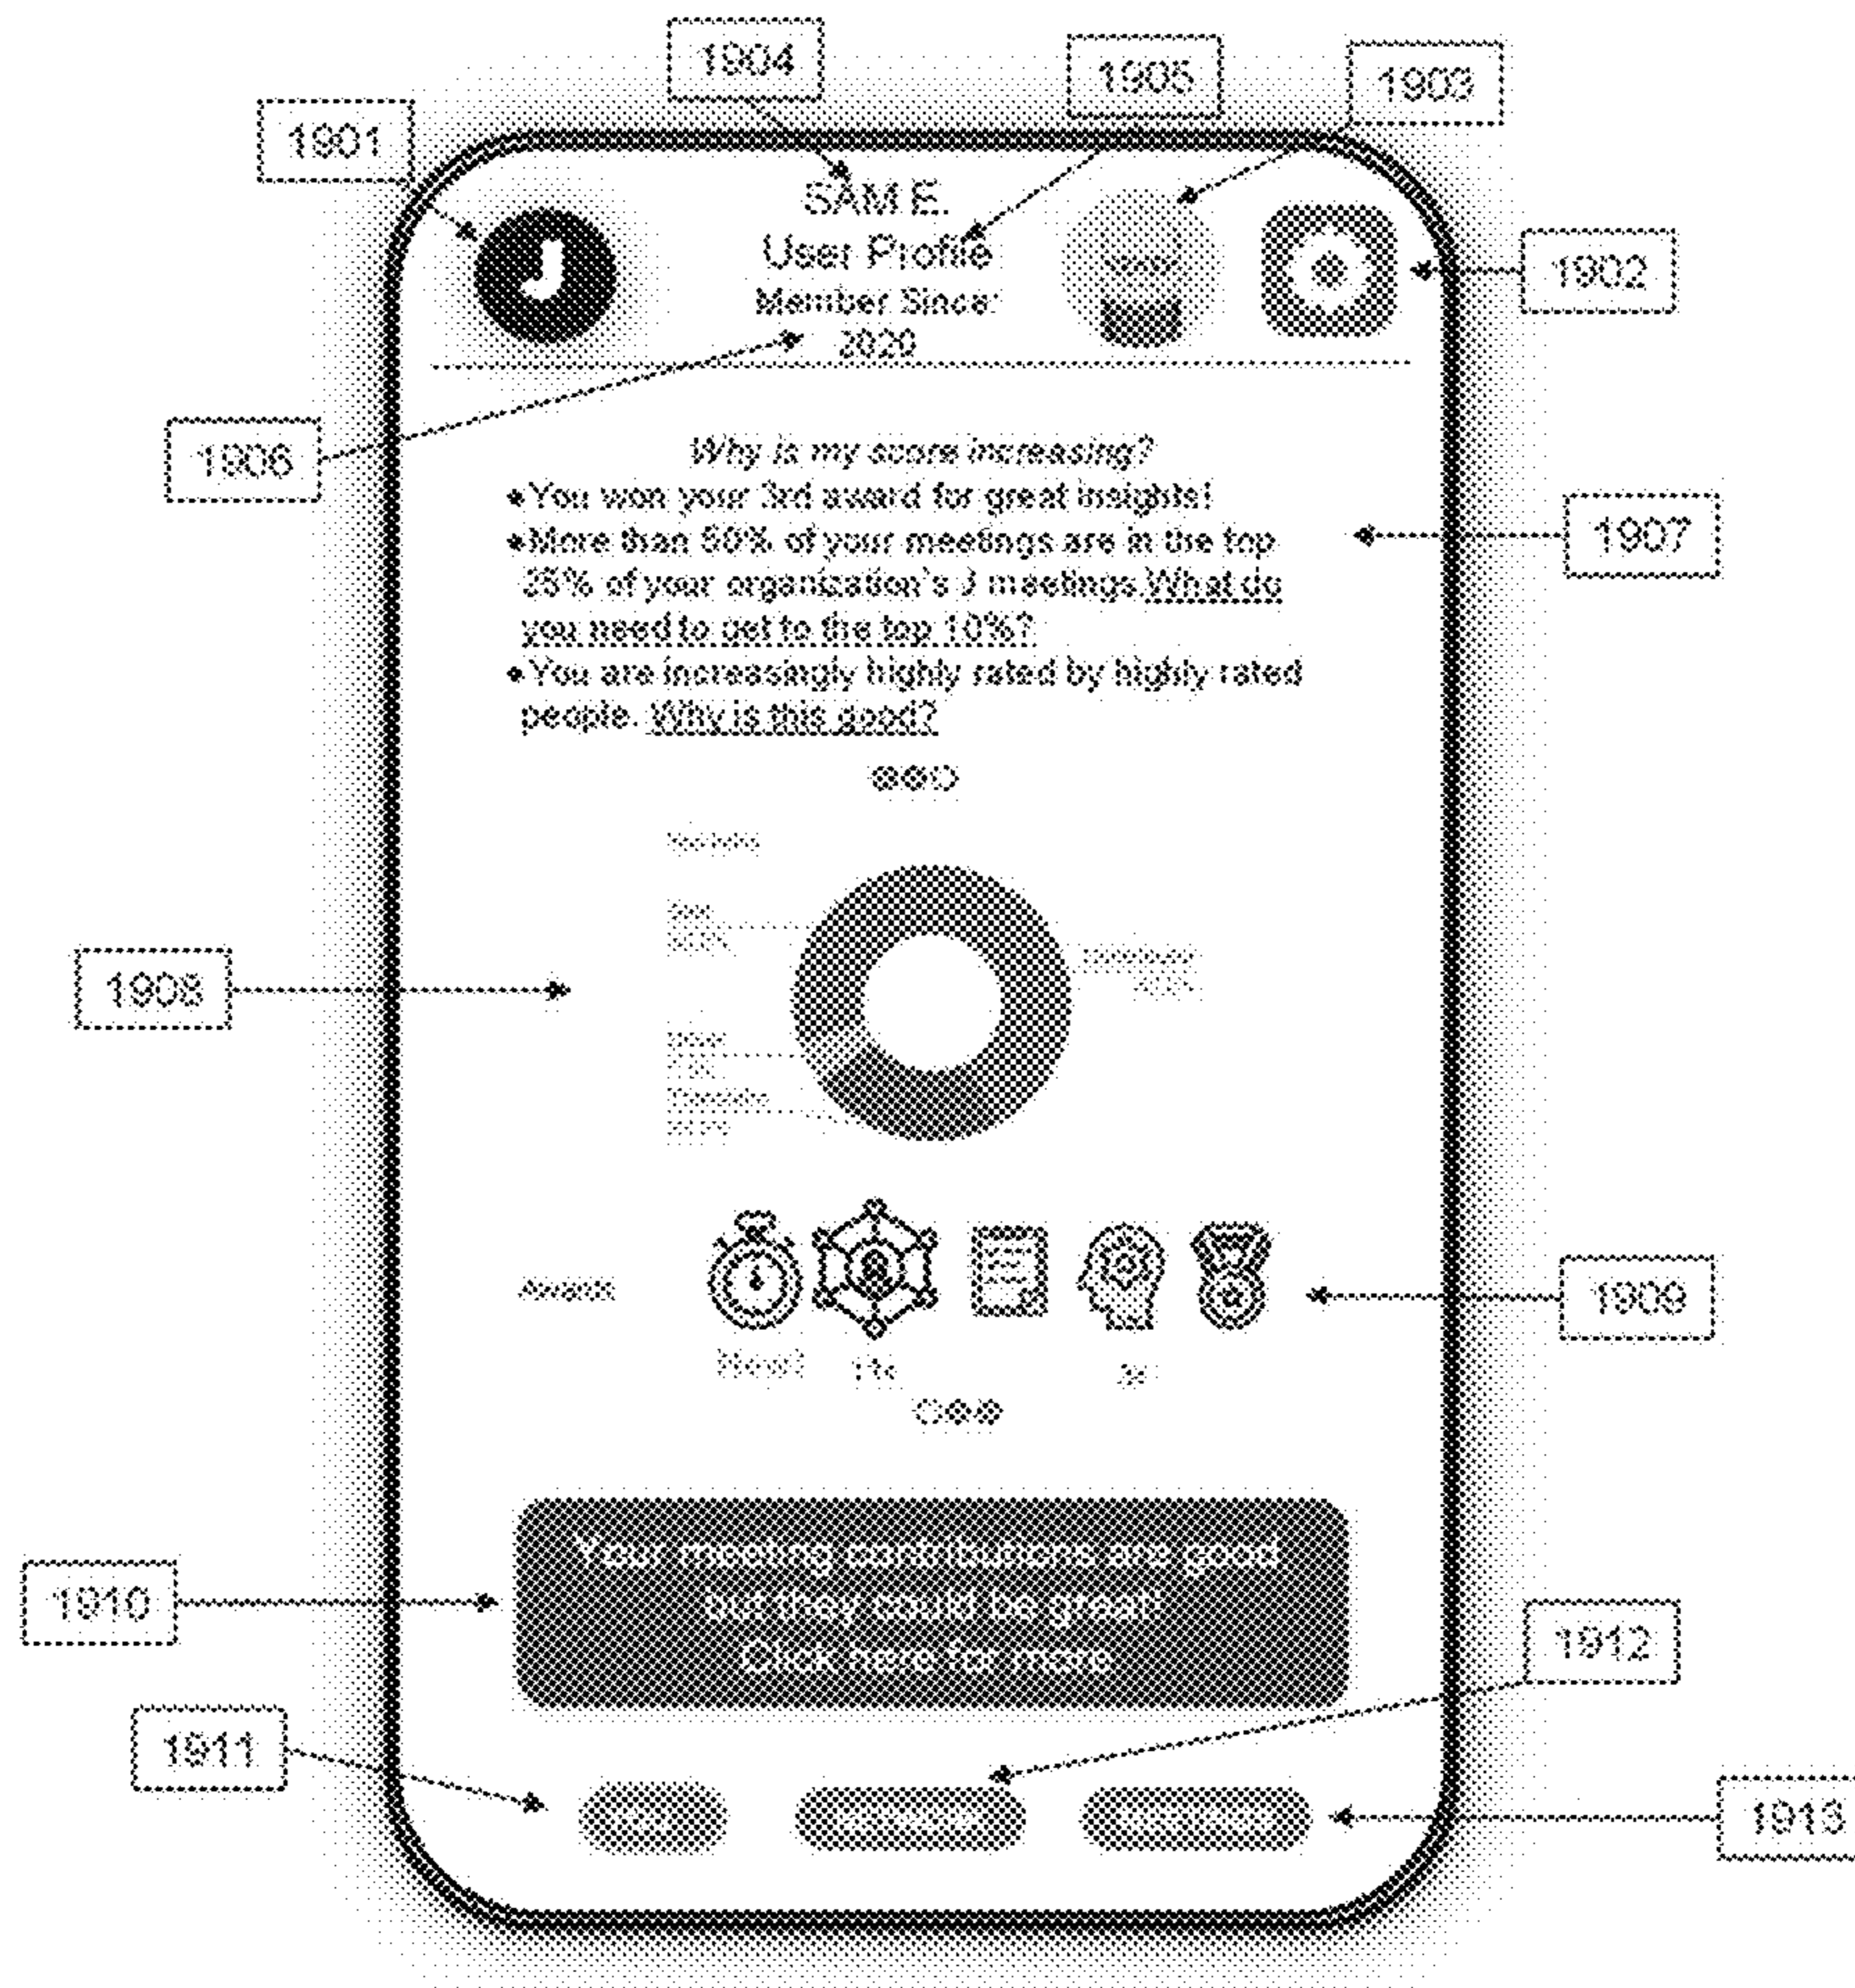 1904
1905
1903
1901
SAM E.
User Profile
1902
Member Since:
2020
1906
Why is my score increasing?
•You won your 3rd award for great insights!
1907
•More than 50% of your meetings are in the top
25% of your organisation's J meetings.What do
you need to get to the top 10%?
•You are increasingly highly rated by highly rated
people. Why is this good?
1908
Awards
1909
New!
Your meeting contributions are good
but they could be great!
Click here for more.
1910
1912
1911
1913